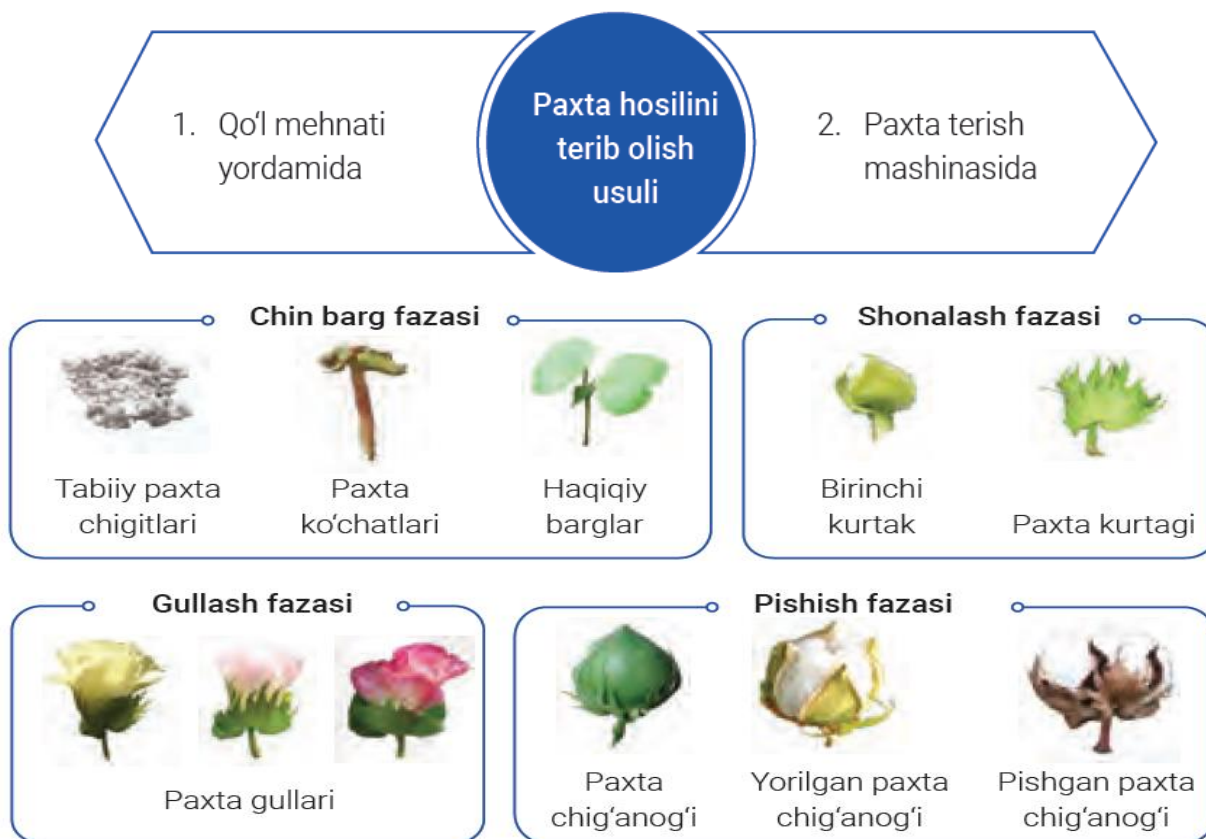 1. Qo‘l mehnati
yordamida
Paxta hosilini
terib olish
usuli
2. Paxta terish
mashinasida
Chin barg fazasi
Tabiiy paxta
chigitlari
Paxta
ko‘chatlari
Haqiqiy
barglar
Shonalash fazasi
Birinchi
kurtak
Paxta kurtagi
Gullash fazasi
Paxta gullari
Pishish fazasi
Paxta
chig‘anog‘i
Yorilgan paxta
chig‘anog‘i
Pishgan paxta
chig‘anog‘i